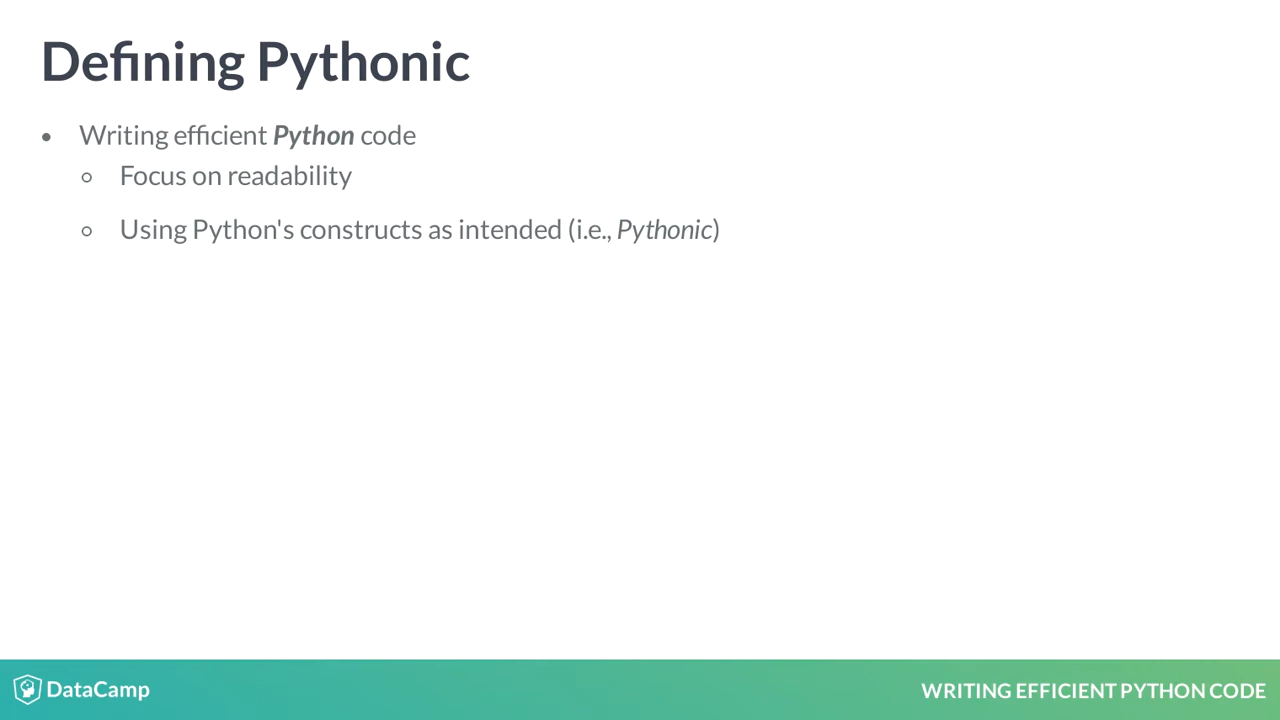 Defining Pythonic
• Writing efficient Python code
○ Focus on readability
○ Using Python's constructs as intended (i.e., Pythonic)
DataCamp
WRITING EFFICIENT PYTHON CODE